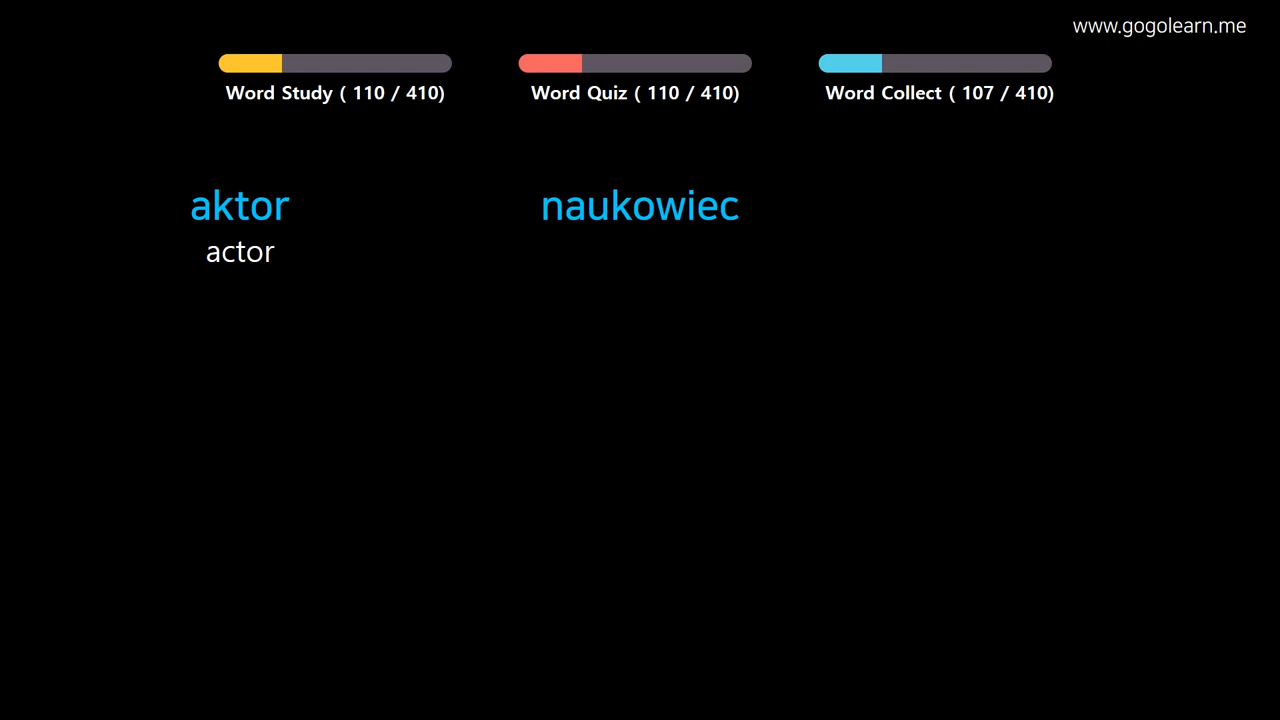 www.gogolearn.me
Word Study ( 110 / 410)
Word Quiz ( 110 / 410)
Word Collect ( 107 / 410)
aktor
actor
naukowiec